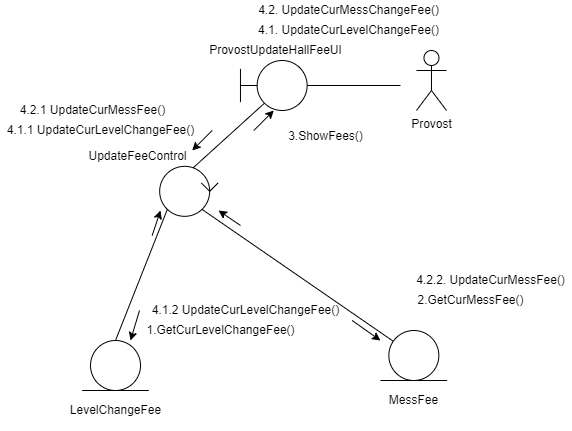 4.2. UpdateCurMessChangeFee()
4.1. UpdateCurLevelChangeFee()
ProvostUpdateHallFeeUI
4.2.1 UpdateCurMessFee()
4.1.1 UpdateCurLevelChangeFee()
3.ShowFees()
Provost
UpdateFeeControl
4.2.2. UpdateCurMessFee()
2.GetCurMessFee()
4.1.2 UpdateCurLevelChangeFee()
1.GetCurLevelChangeFee()
LevelChangeFee
MessFee